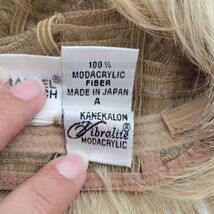 100%
MODACRYLIC
FIBER
MADE IN JAPAN
A
KANEKALON
Vibralite
MODACRYLIC